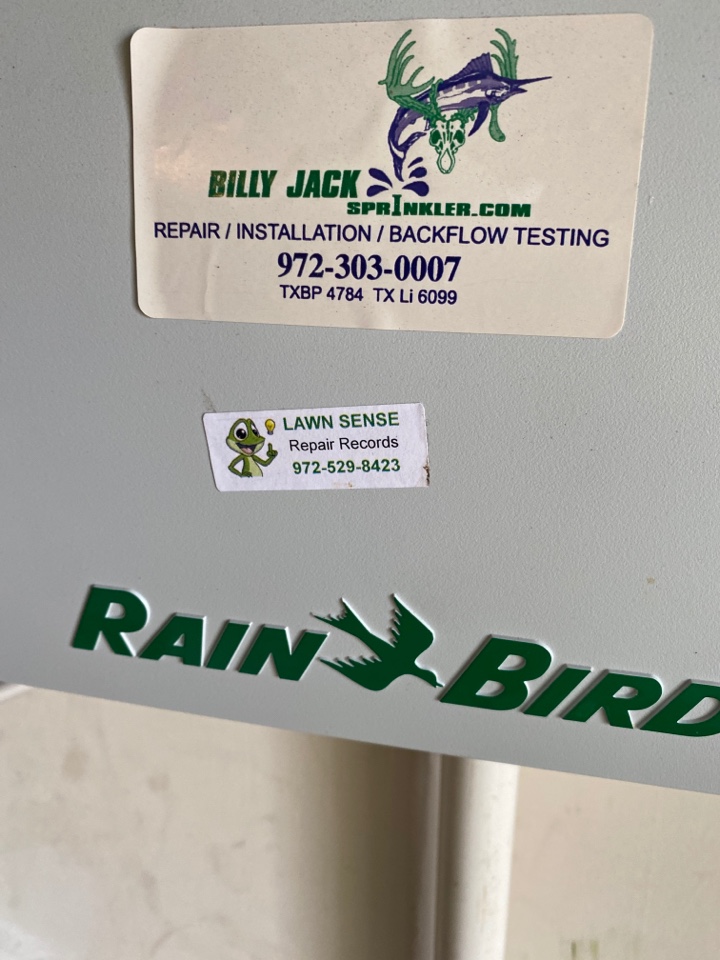 BILLY JACK
SPRINKLER.COM
REPAIR / INSTALLATION / BACKFLOW TESTING
972-303-0007
TXBP 4784 TX Li 6099
LAWN SENSE
Repair Records
972-529-8423
RAIN BIRD